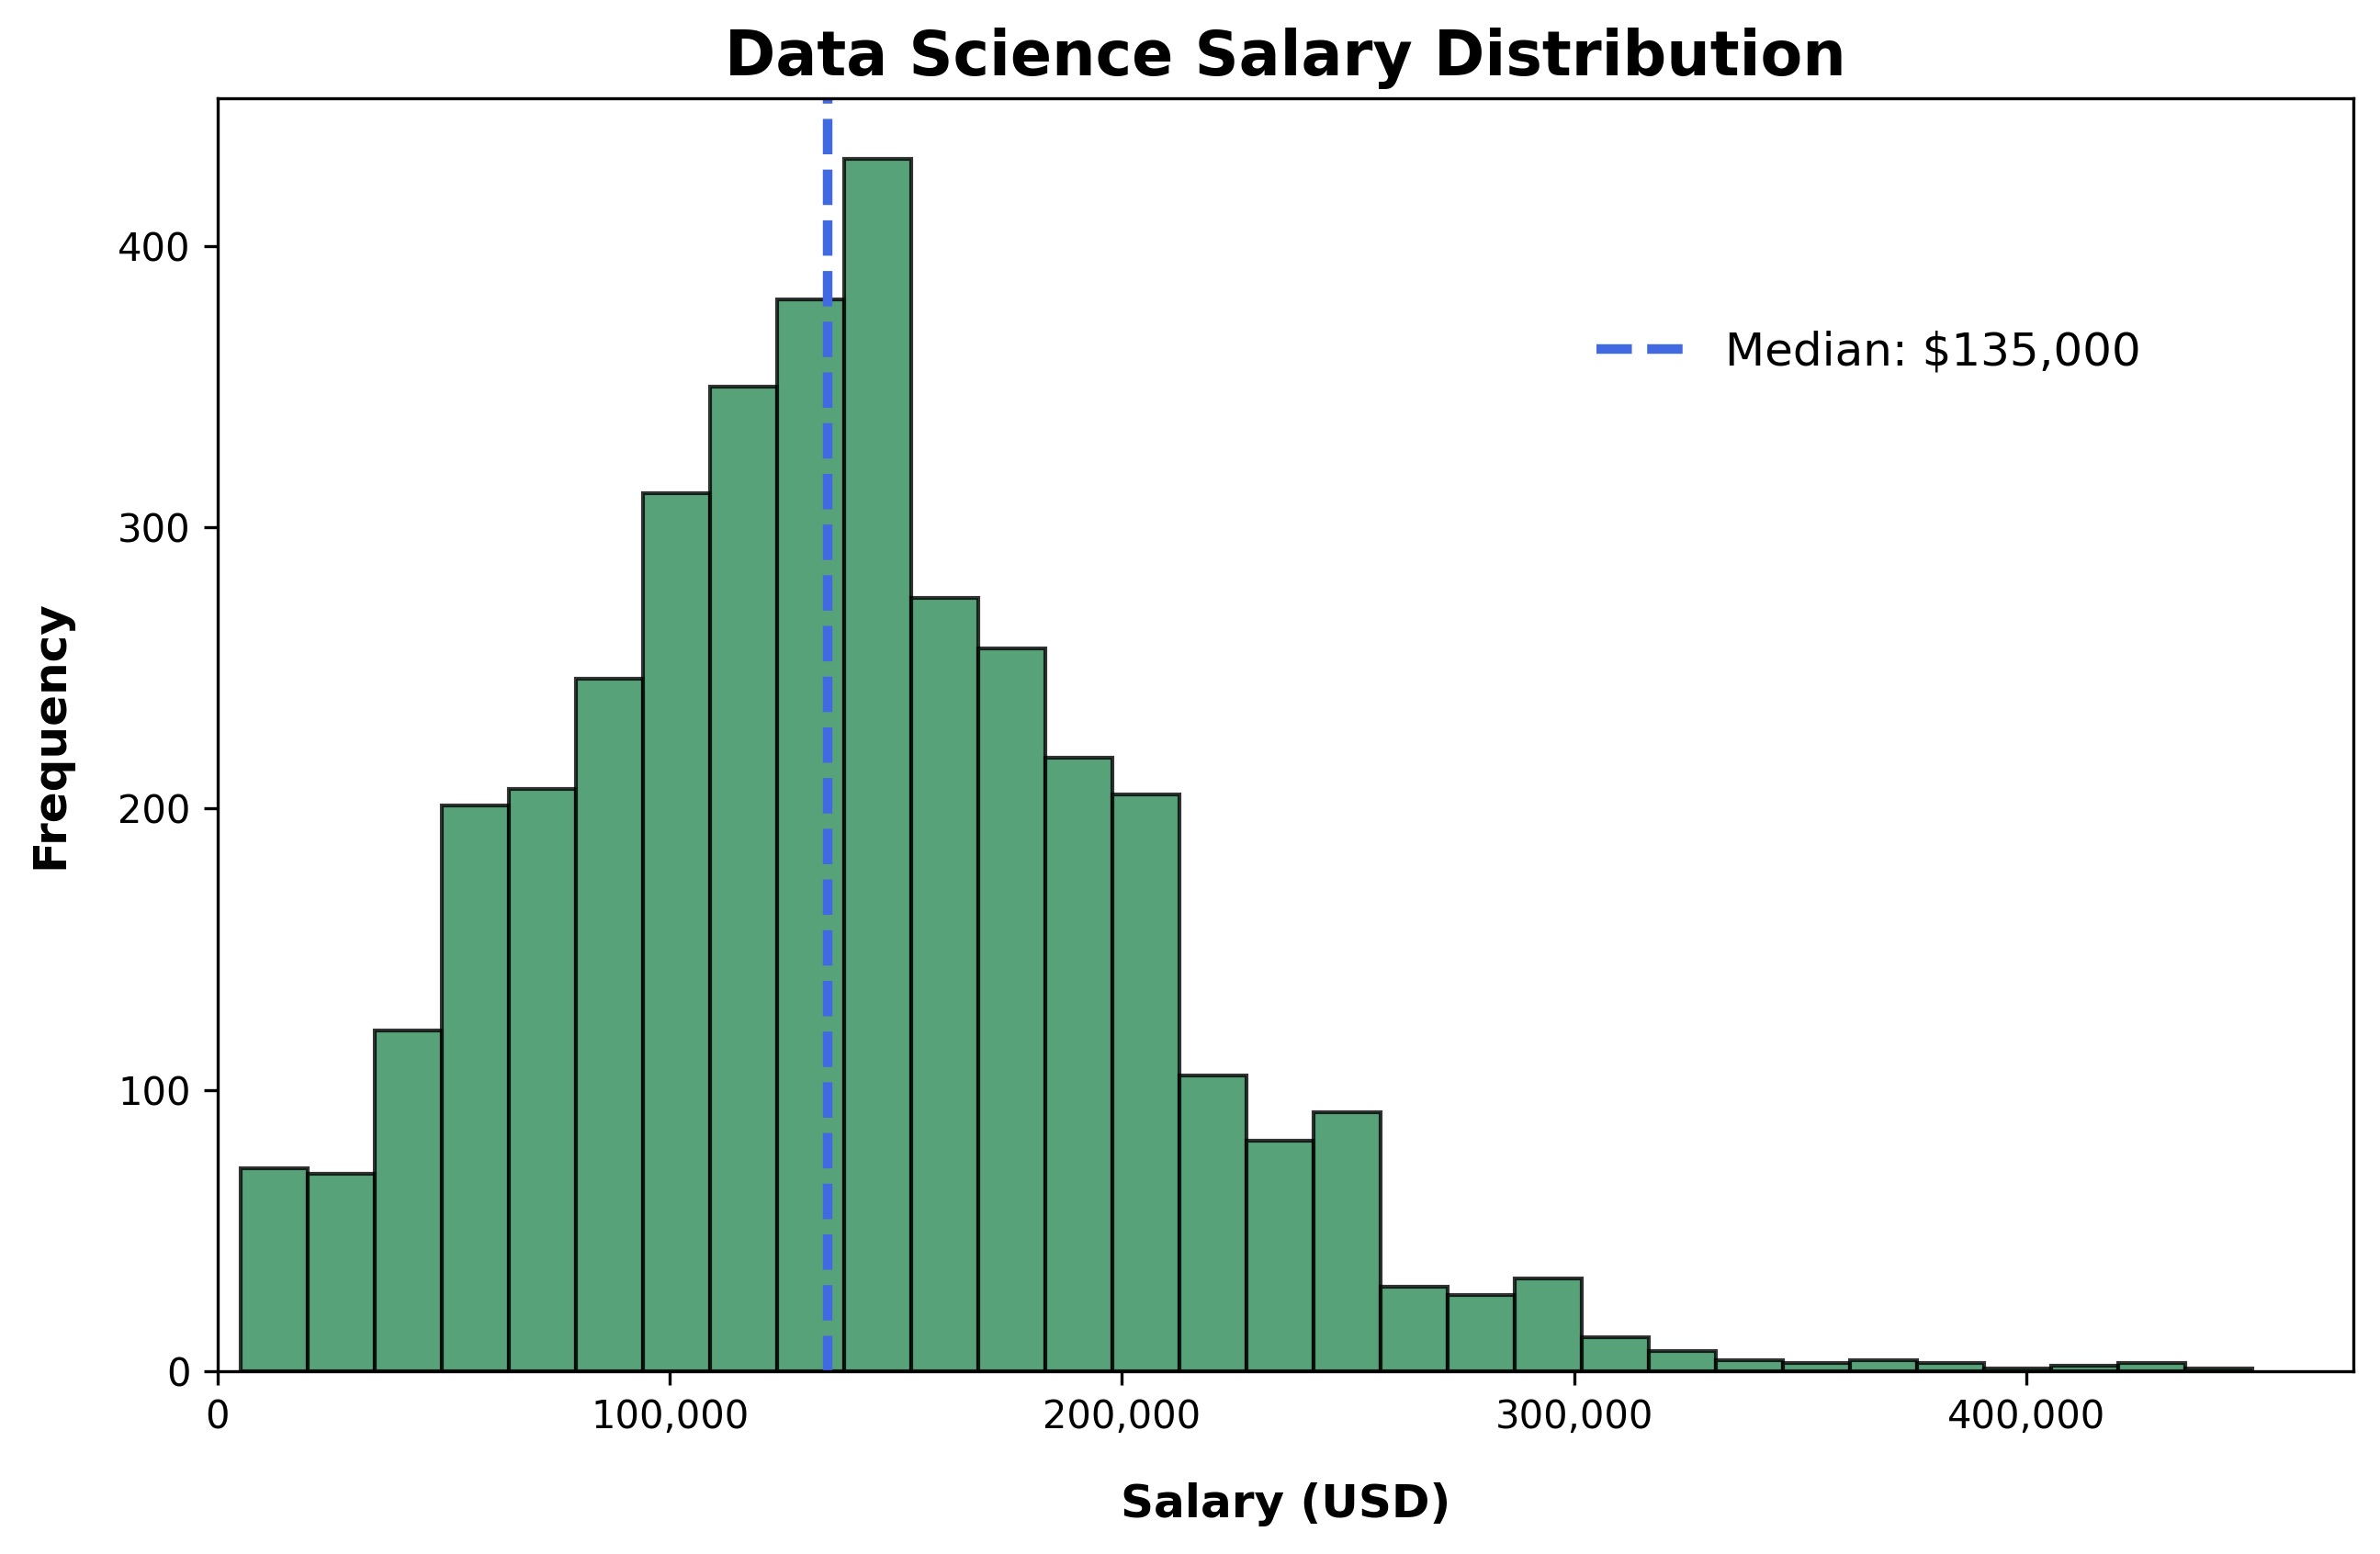 Data Science Salary Distribution
Frequency
400
300
200
100
0
Median: $135,000
0
100,000
200,000
300,000
400,000
Salary (USD)